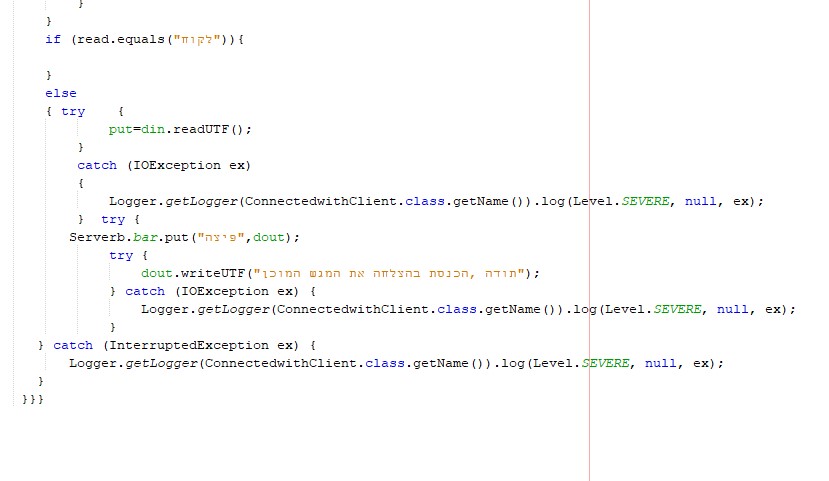 }
}
if (read.equals("לקוח")){
}
else
{ try    {
put=din.readUTF();
}
catch (IOException ex)
{
Logger.getLogger(ConnectedwithClient.class.getName()).log(Level.SEVERE, null, ex);
}  try {
Serverb.bar.put("פיצה",dout);
try {
dout.writeUTF("תודה ,הכנסת בהצלחה את המגש המוכן");
} catch (IOException ex) {
Logger.getLogger(ConnectedwithClient.class.getName()).log(Level.SEVERE, null, ex);
}
} catch (InterruptedException ex) {
Logger.getLogger(ConnectedwithClient.class.getName()).log(Level.SEVERE, null, ex);
}
}}}